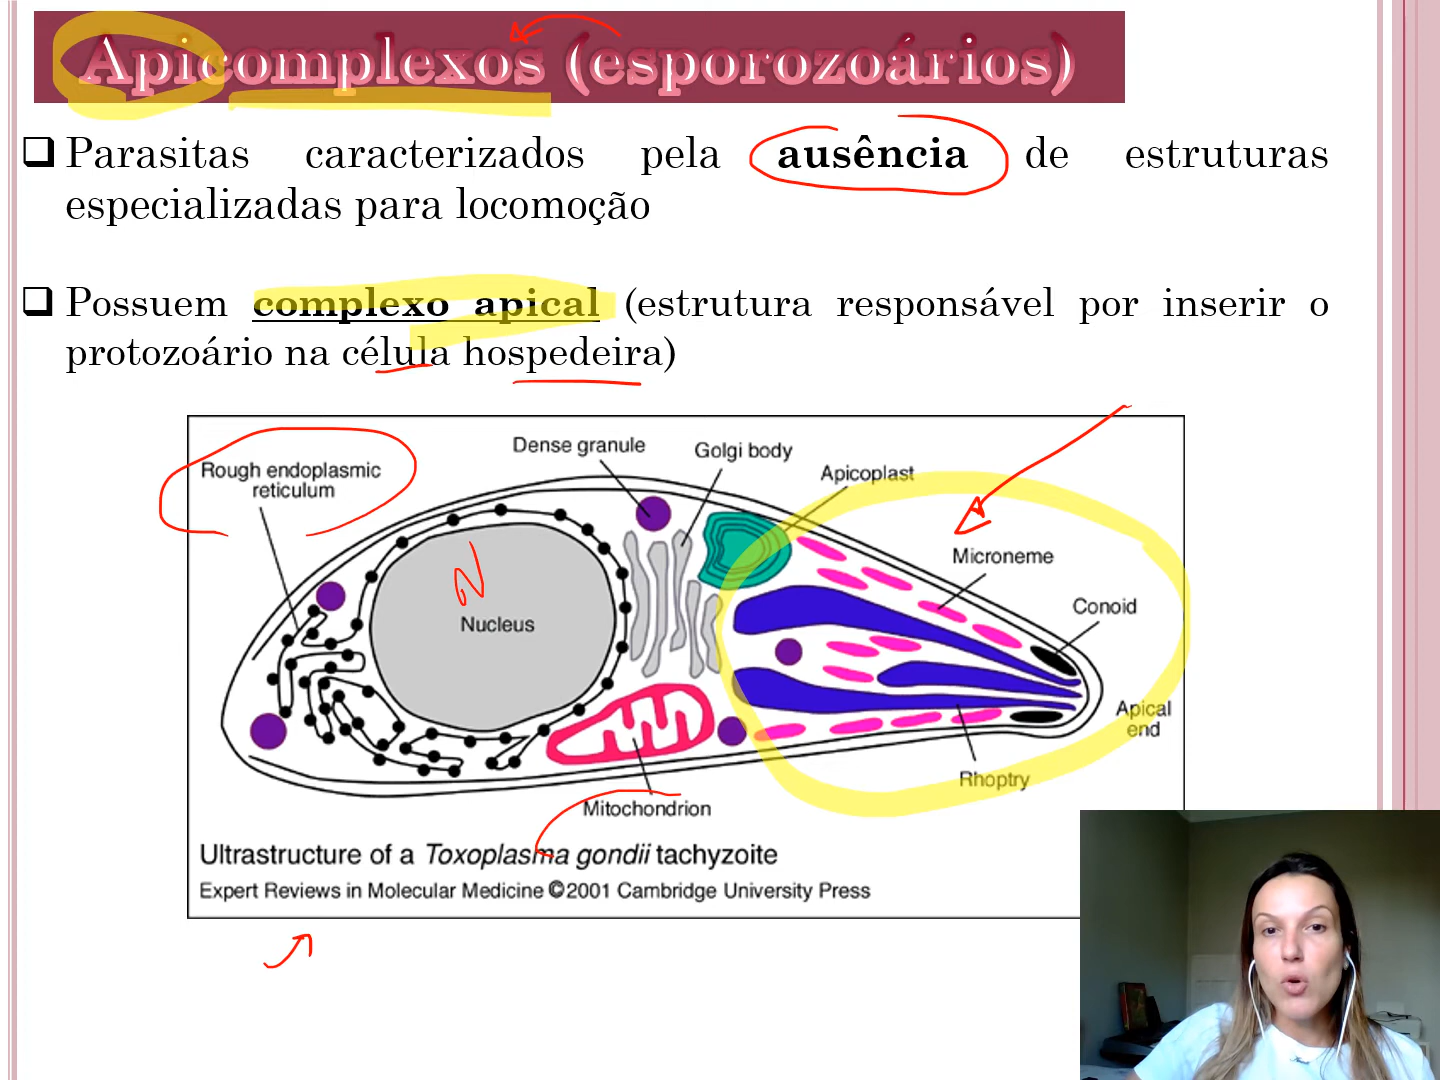 Apicomplexos (esporozoários)
❑ Parasitas caracterizados pela ausência de estruturas
especializadas para locomoção
❑ Possuem complexo apical (estrutura responsável por inserir o
protozoário na célula hospedeira)
Rough endoplasmic
reticulum
Dense granule
Golgi body
Apicoplast
Microneme
Conoid
N
Nucleus
Apical
end
Rhoptry
Mitochondrion
Ultrastructure of a Toxoplasma gondii tachyzoite
Expert Reviews in Molecular Medicine ©2001 Cambridge University Press